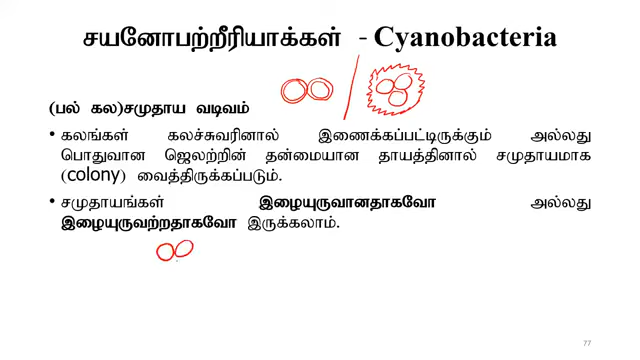 சயனோபற்றீரியாக்கள் - Cyanobacteria
(பல் கல)சமுதாய வடிவம்
• கலங்கள் கலச்சுவரினால் இணைக்கப்பட்டிருக்கும் அல்லது
பொதுவான ஜெலற்றின் தன்மையான தாயத்தினால் சமுதாயமாக
(colony) வைத்திருக்கப்படும்.
• சமுதாயங்கள் இழையுருவானதாகவோ அல்லது
இழையுருவற்றதாகவோ இருக்கலாம்.
77